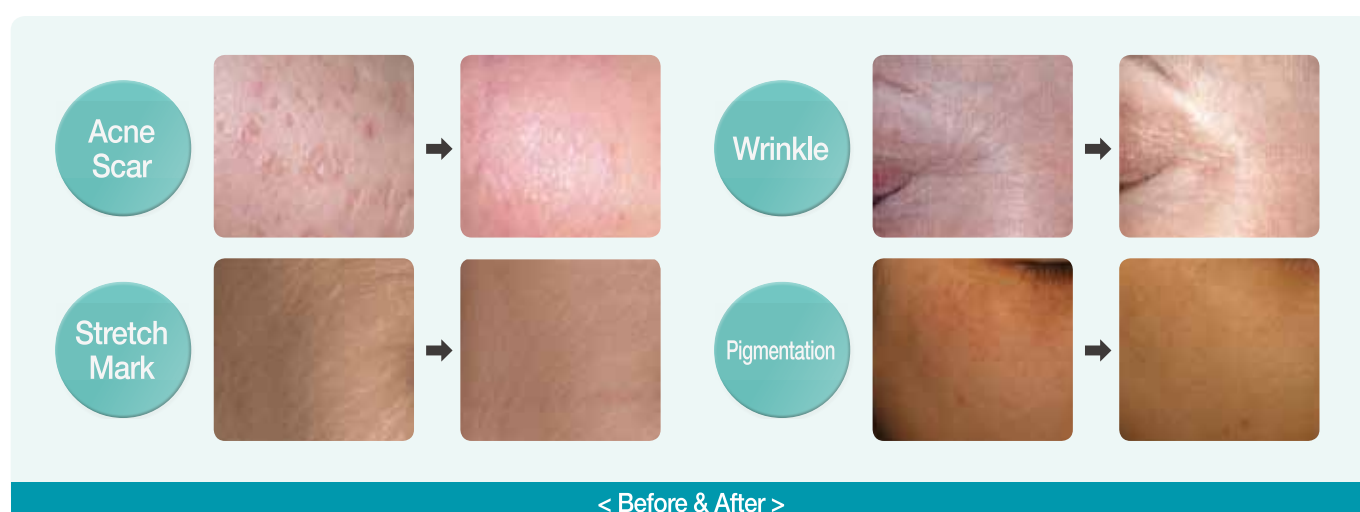 Acne
Scar
Wrinkle
Stretch
Mark
Pigmentation
< Before & After >